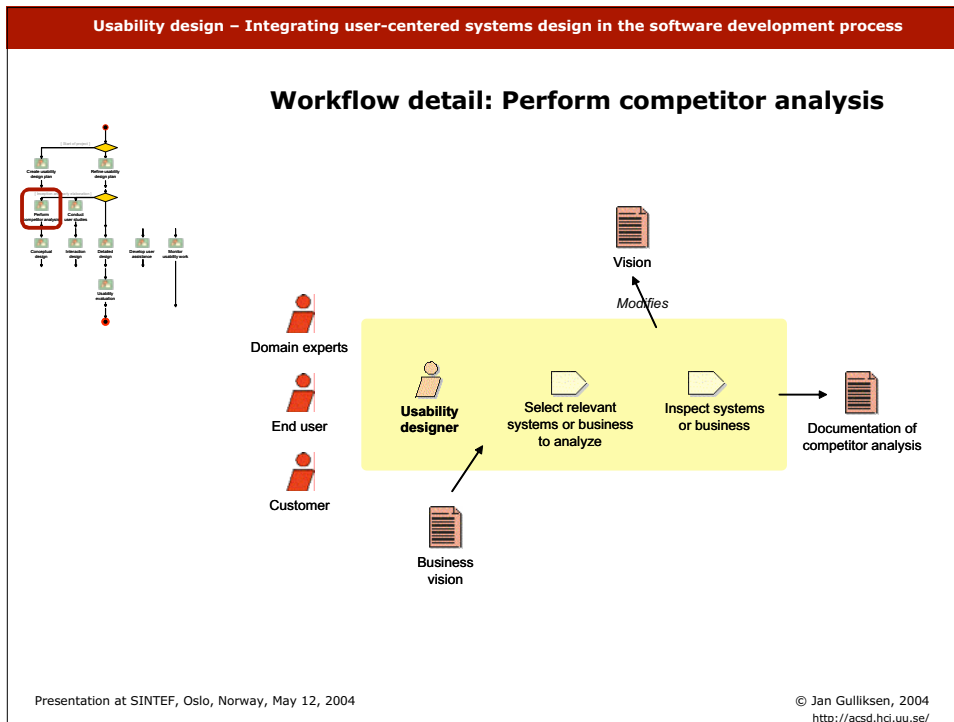 Usability design – Integrating user-centered systems design in the software development process
Workflow detail: Perform competitor analysis
Create usability
design plan
Refine usability
design plan
Perform
competitor analysis
Conduct
user studies
Conceptual
design
Interaction
design
Detailed
design
Develop user
assistance
Monitor
usability work
Usability
evaluation
Vision
Modifies
Domain experts
End user
Customer
Usability
designer
Select relevant
systems or business
to analyze
Inspect systems
or business
Documentation of
competitor analysis
Business
vision
Presentation at SINTEF, Oslo, Norway, May 12, 2004
© Jan Gulliksen, 2004
http://acsd.hci.uu.se/